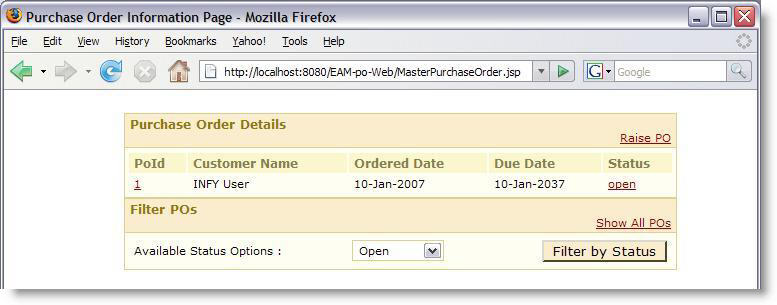 Purchase Order Information Page - Mozilla Firefox
File Edit View History Bookmarks Yahoo! Tools Help
http://localhost:8080/EAM-po-Web/MasterPurchaseOrder.jsp G Google
Purchase Order Details
Raise PO
PoId Customer Name Ordered Date Due Date Status
1 INFY User 10-Jan-2007 10-Jan-2037 open
Filter POs
Show All POs
Available Status Options : Open Filter by Status